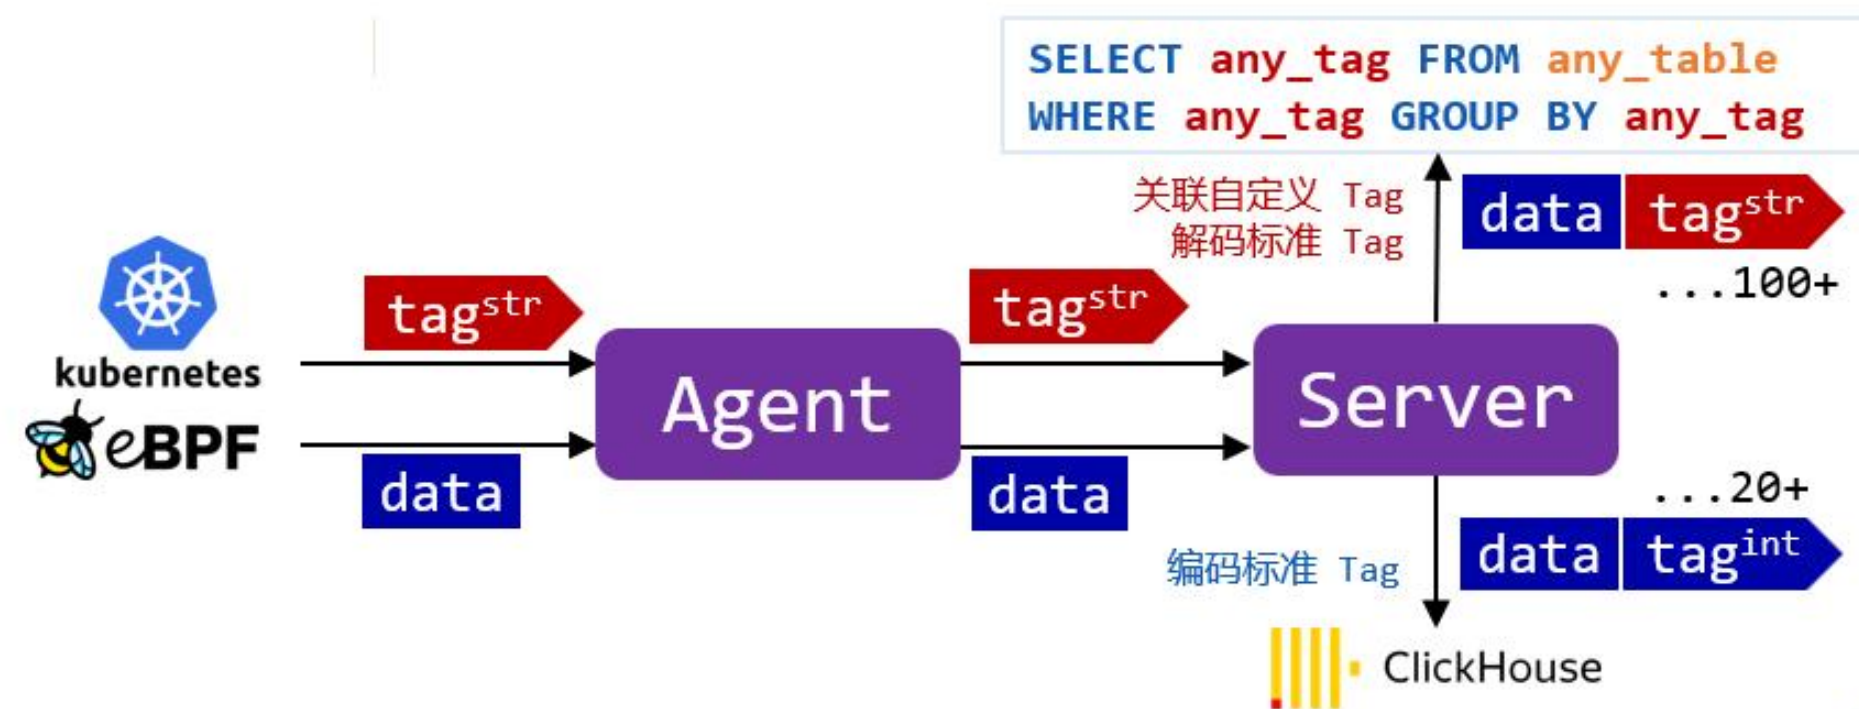 SELECT any_tag FROM any_table
WHERE any_tag GROUP BY any_tag
关联自定义 Tag
解码标准 Tag
data tagstr
...100+
kubernetes
eBPF
tagstr
data
Agent
tagstr
data
Server
...20+
data tagint
编码标准 Tag
ClickHouse